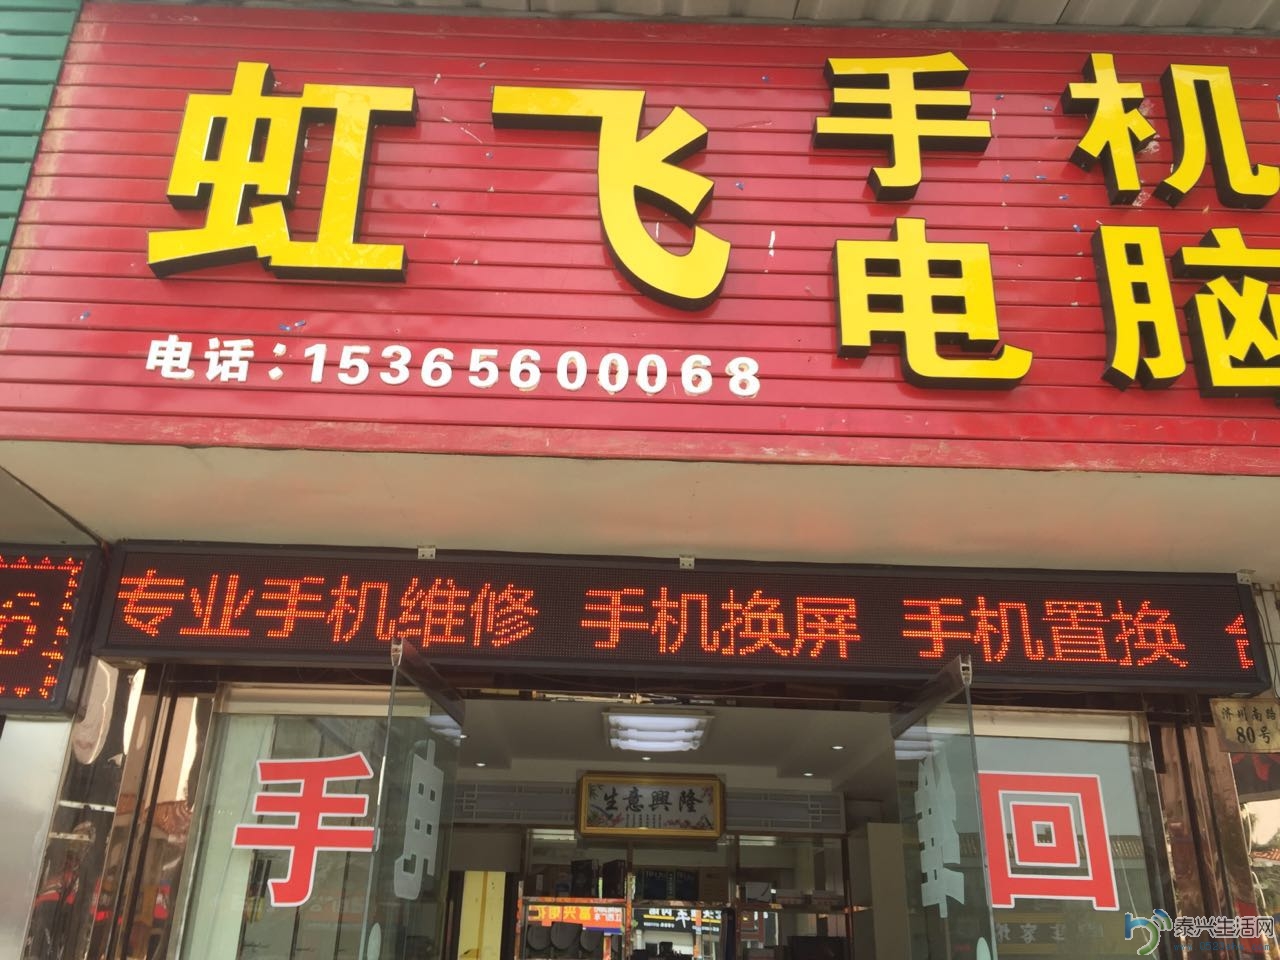 虹飞
手机
电脑
电话:15365600068
专业手机维修 手机换屏 手机置换
6
济川南路
80号
生意興隆
手
回
泰兴生活网